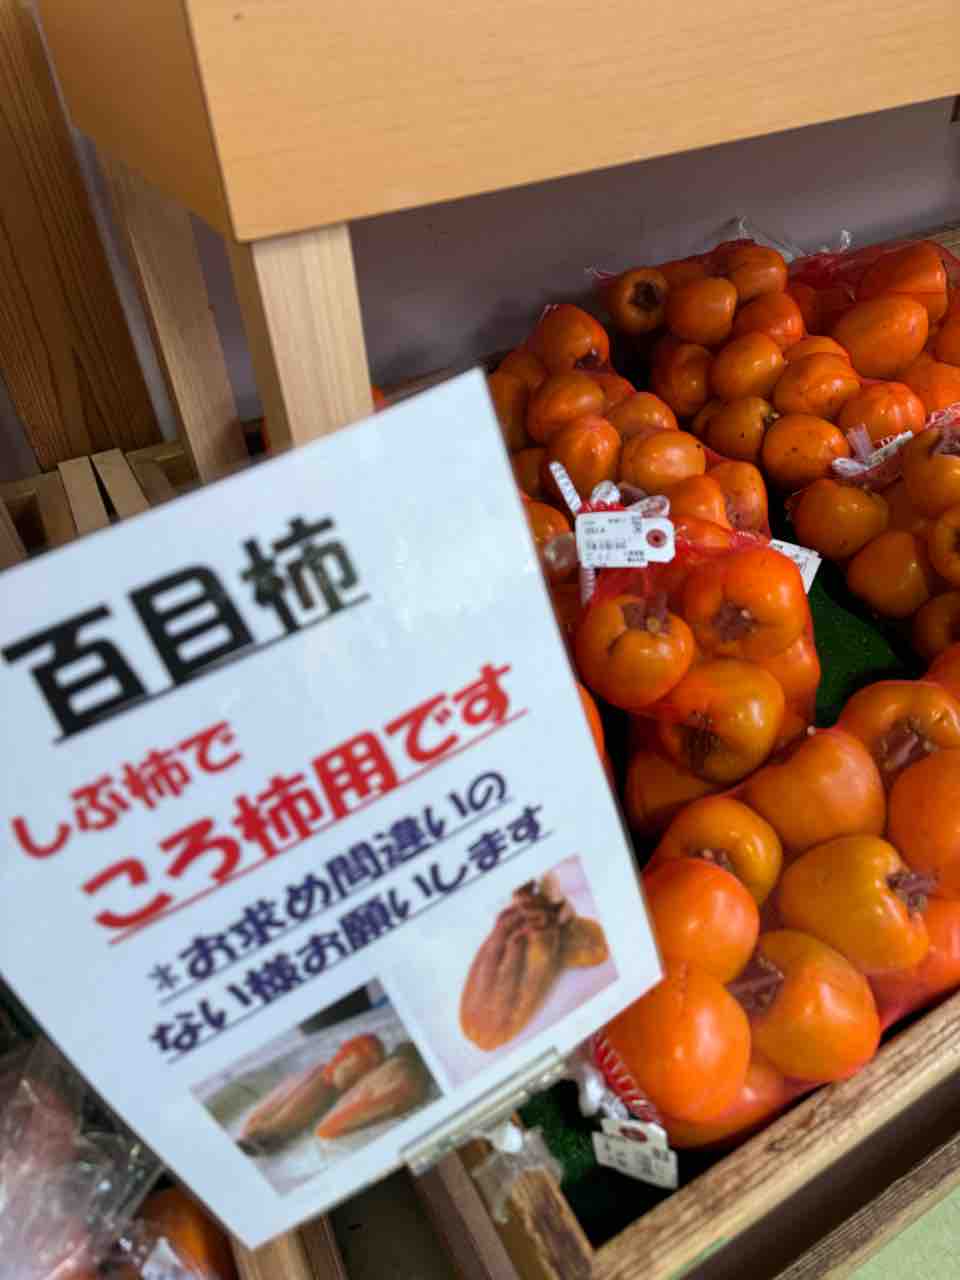 百目柿
しぶ柿で
ころ柿用です
*お求め間違いの
ない様お願いします